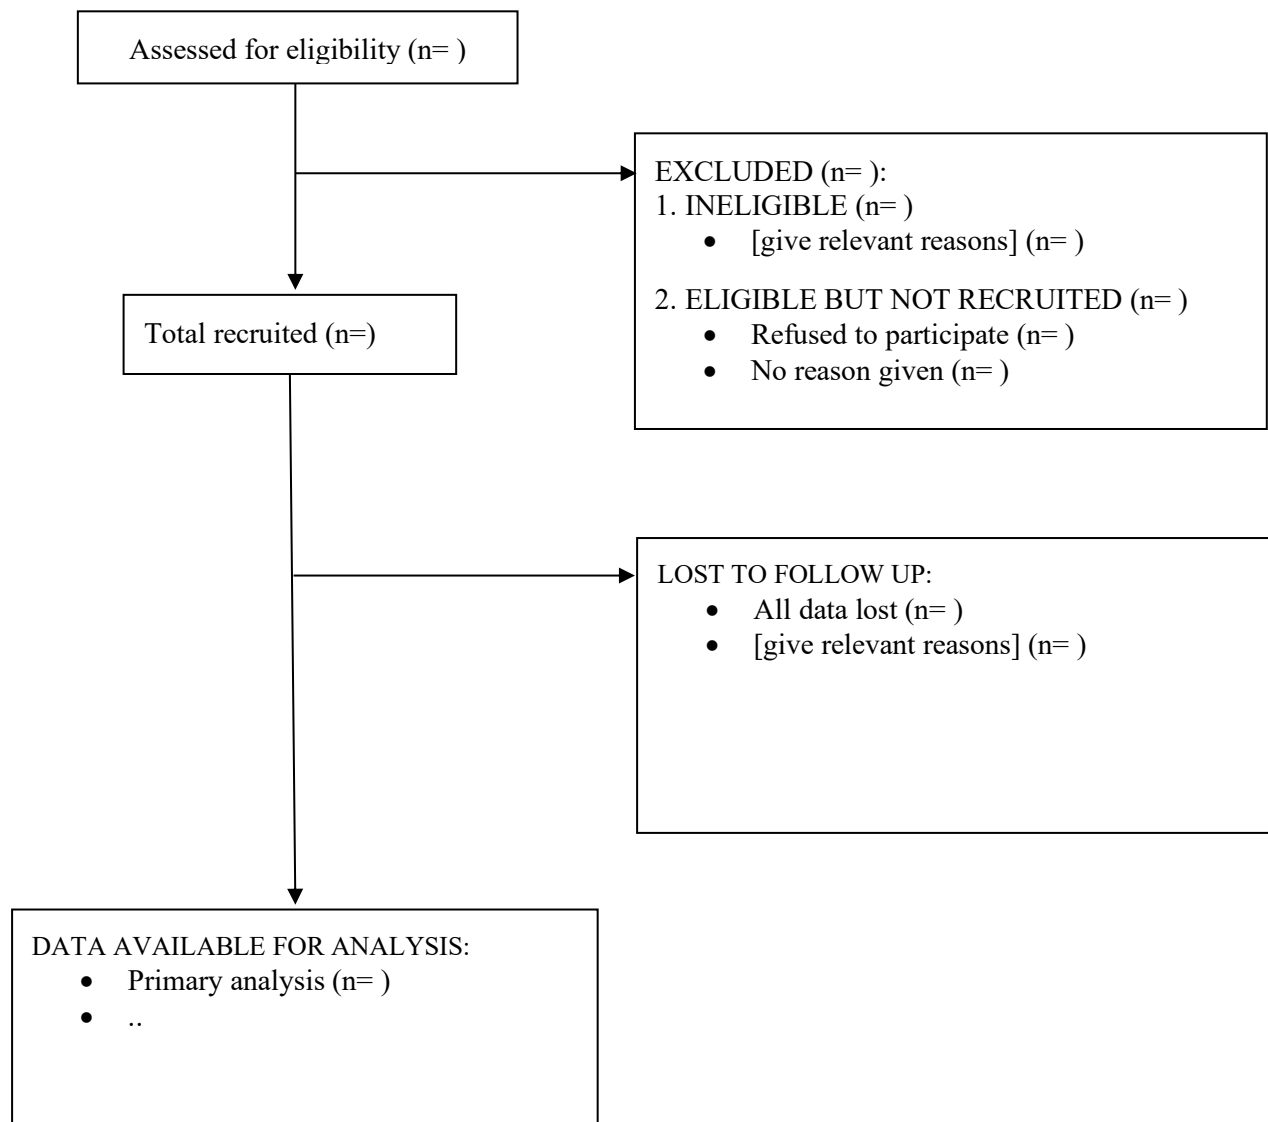 Assessed for eligibility (n= )
EXCLUDED (n= ):
1. INELIGIBLE (n= )
• [give relevant reasons] (n= )
2. ELIGIBLE BUT NOT RECRUITED (n= )
• Refused to participate (n= )
• No reason given (n= )
Total recruited (n=)
LOST TO FOLLOW UP:
• All data lost (n= )
• [give relevant reasons] (n= )
DATA AVAILABLE FOR ANALYSIS:
• Primary analysis (n= )
• ..